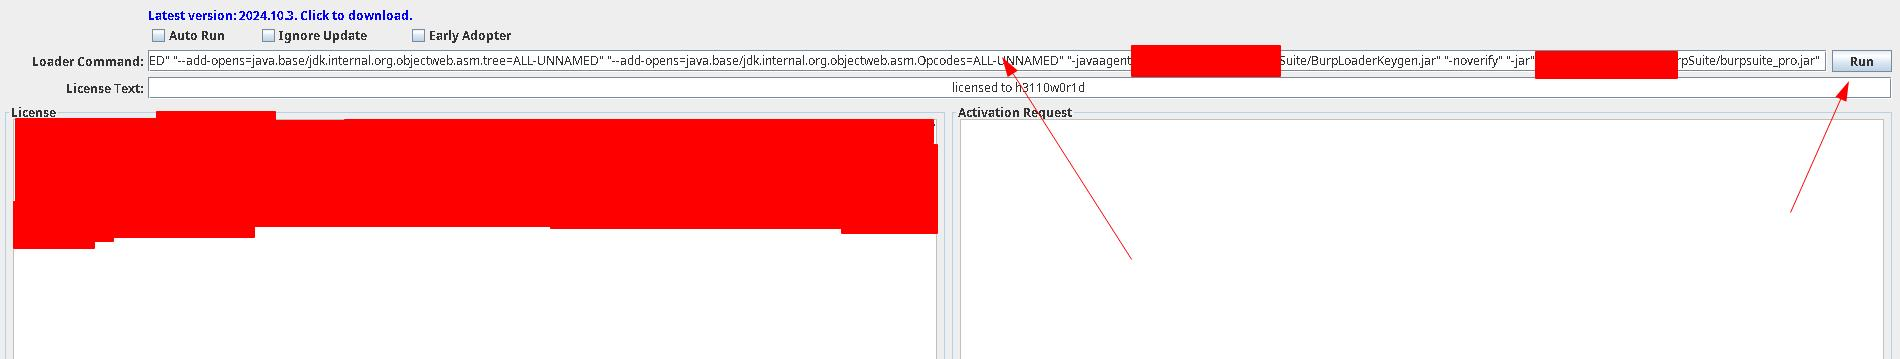 Latest version: 2024.10.3. Click to download.
Auto Run Ignore Update Early Adopter
Loader Command: ED" "--add-opens=java.base/jdk.internal.org.objectweb.asm.tree=ALL-UNNAMED" "--add-opens=java.base/jdk.internal.org.objectweb.asm.Opcodes=ALL-UNNAMED" "-javaagent Suite/BurpLoaderKeygen.jar" "-noverify" "-jar" rpSuite/burpsuite_pro.jar" Run
License Text: licensed to h3110w0r1d
License Activation Request